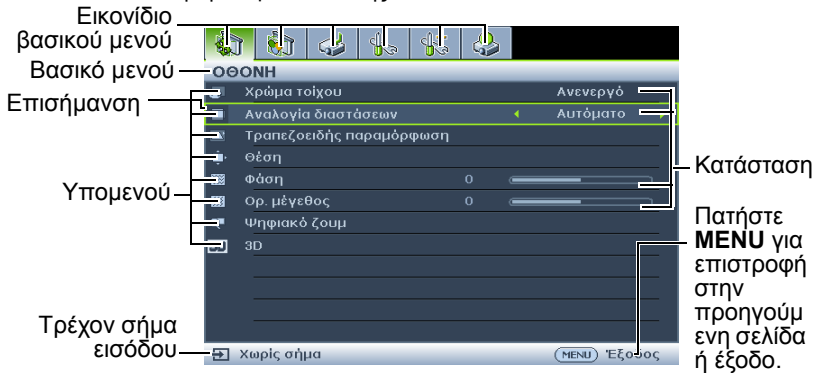 Εικονίδιο
βασικού μενού
Βασικό μενού
Επισήμανση
Υπομενού
Τρέχον σήμα
εισόδου
ΟΘΟΝΗ
Χρώμα τοίχου Ανενεργό
Αναλογία διαστάσεων Αυτόματο
Τραπεζοειδής παραμόρφωση
Θέση
Φάση 0
Ορ. μέγεθος 0
Ψηφιακό ζουμ
3D
Χωρίς σήμα MENU Έξοδος
Κατάσταση
Πατήστε
MENU για
επιστροφή
στην
προηγούμ
ενη σελίδα
ή έξοδο.